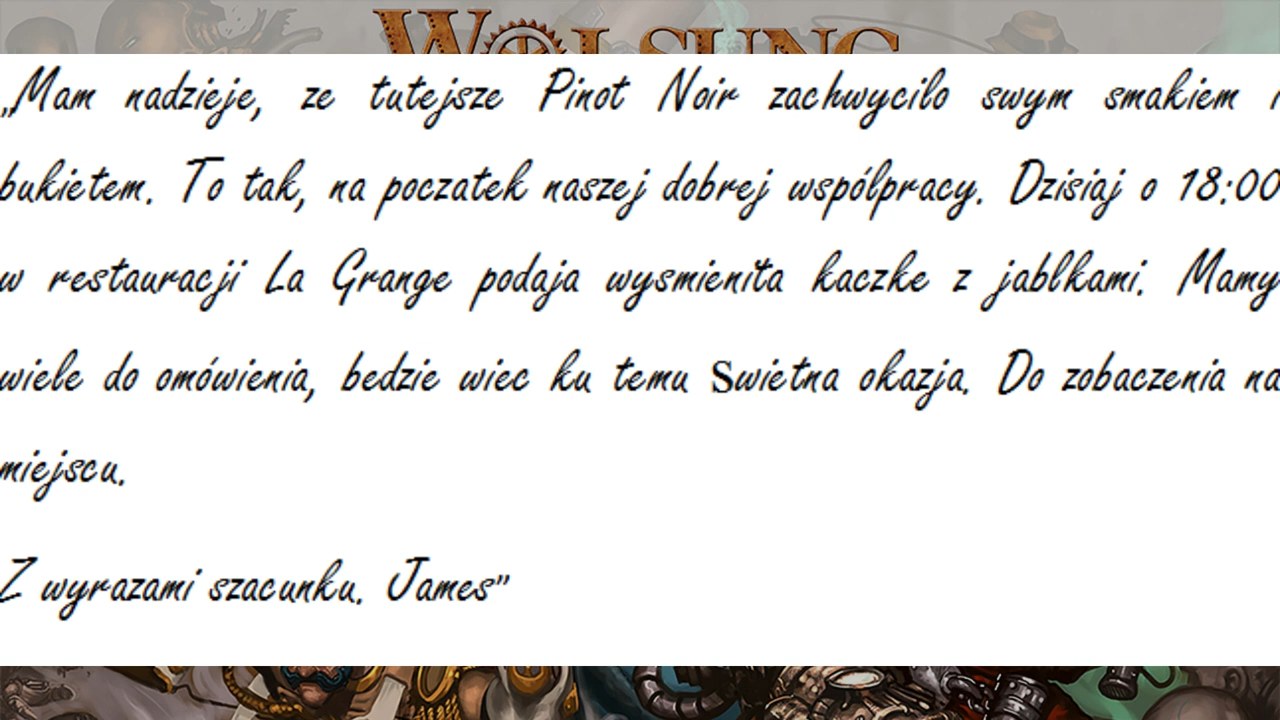 WOLSUNG
„Mam nadzieje, ze tutejsze Pinot Noir zachwycilo swym smakiem i
bukietem. To tak, na poczatek naszej dobrej wspólpracy. Dzisiaj o 18:00
w restauracji La Grange podaja wysmienita kaczke z jablkami. Mamy
wiele do omówienia, bedzie wiec ku temu Swietna okazja. Do zobaczenia na
miejscu.
Z wyrazami szacunku. James”